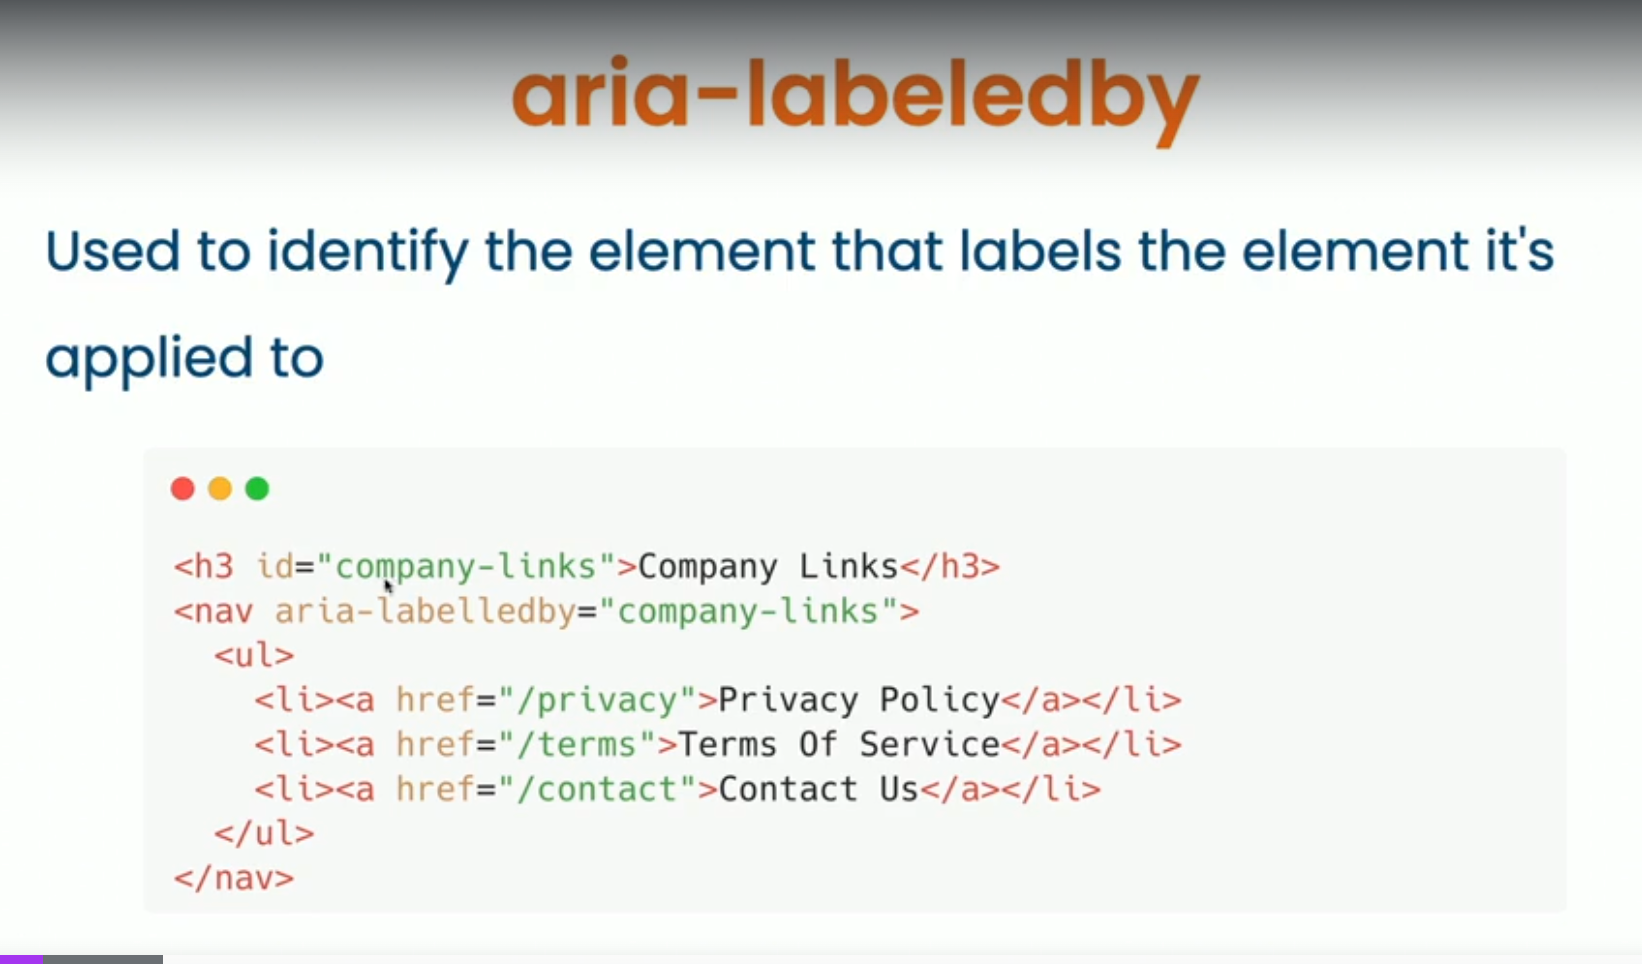 aria-labeledby
Used to identify the element that labels the element it's
applied to
<h3 id="company-links">Company Links</h3>
<nav aria-labelledby="company-links">
  <ul>
    <li><a href="/privacy">Privacy Policy</a></li>
    <li><a href="/terms">Terms Of Service</a></li>
    <li><a href="/contact">Contact Us</a></li>
  </ul>
</nav>